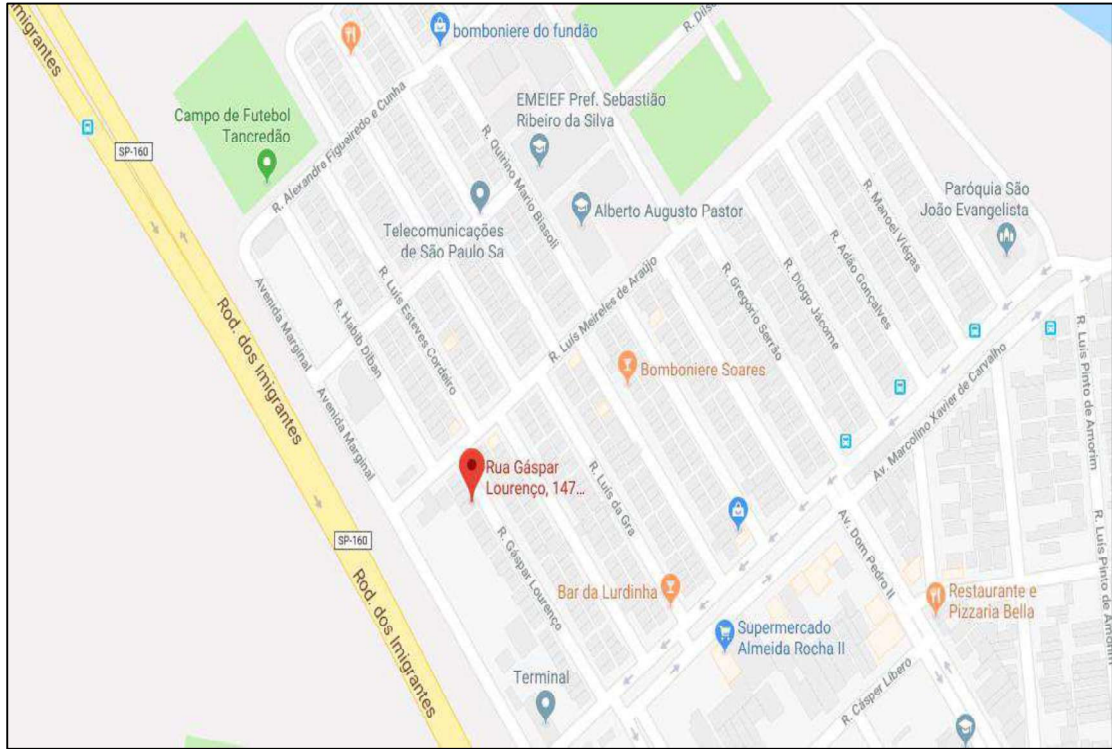 Imigrantes
R. Dils
bomboniere do fundão
Campo de Futebol
Tancredão
EMEIEF Pref. Sebastião
Ribeiro da Silva
SP-160
R. Alexandre Figueiredo e Cunha
R. Quirino Mario Biasoli
Alberto Augusto Pastor
Paróquia São
João Evangelista
R. Manoel Viégas
Telecomunicações
de São Paulo Sa
R. Adão Gonçalves
R. Diogo Jácome
R. Gregório Serrão
R. Luís Meireles de Araújo
R. Luís Esteves Cordeiro
R. Habib Diban
Avenida Marginal
Rod. dos Imigrantes
Avenida Marginal
Bomboniere Soares
Av. Marcolino Xavier de Carvalho
R. Luís Pinto de Amorim
Rua Gáspar
Lourenço, 147...
R. Luís da Gra
R. Gáspar Lourenço
SP-160
Rod. dos Imigrantes
Av. Dom Pedro II
R. Luís Pinto de Amorim
Bar da Lurdinha
Restaurante e
Pizzaria Bella
Supermercado
Almeida Rocha II
Terminal
R. Cásper Líbero